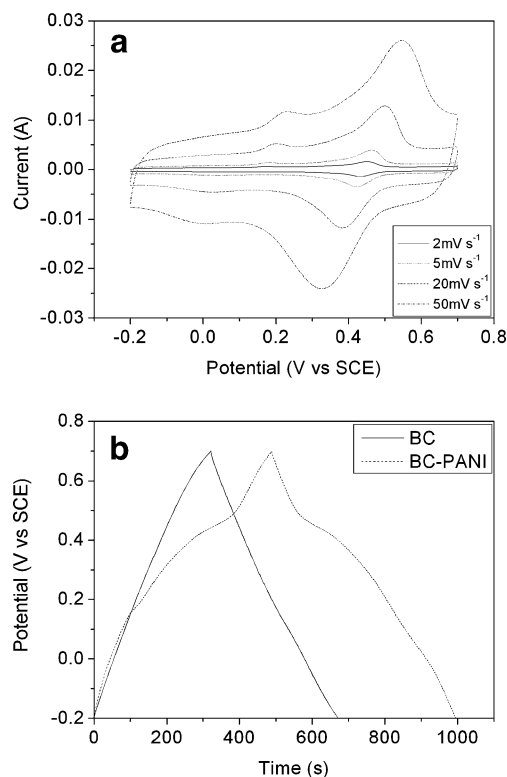 a
0.03
0.02
0.01
0.00
-0.01
-0.02
-0.03
Current (A)
2mV s⁻¹
5mV s⁻¹
20mV s⁻¹
50mV s⁻¹
-0.2 0.0 0.2 0.4 0.6 0.8
Potential (V vs SCE)
b
0.8
0.6
0.4
0.2
0.0
-0.2
Potential (V vs SCE)
BC
BC-PANI
0 200 400 600 800 1000
Time (s)